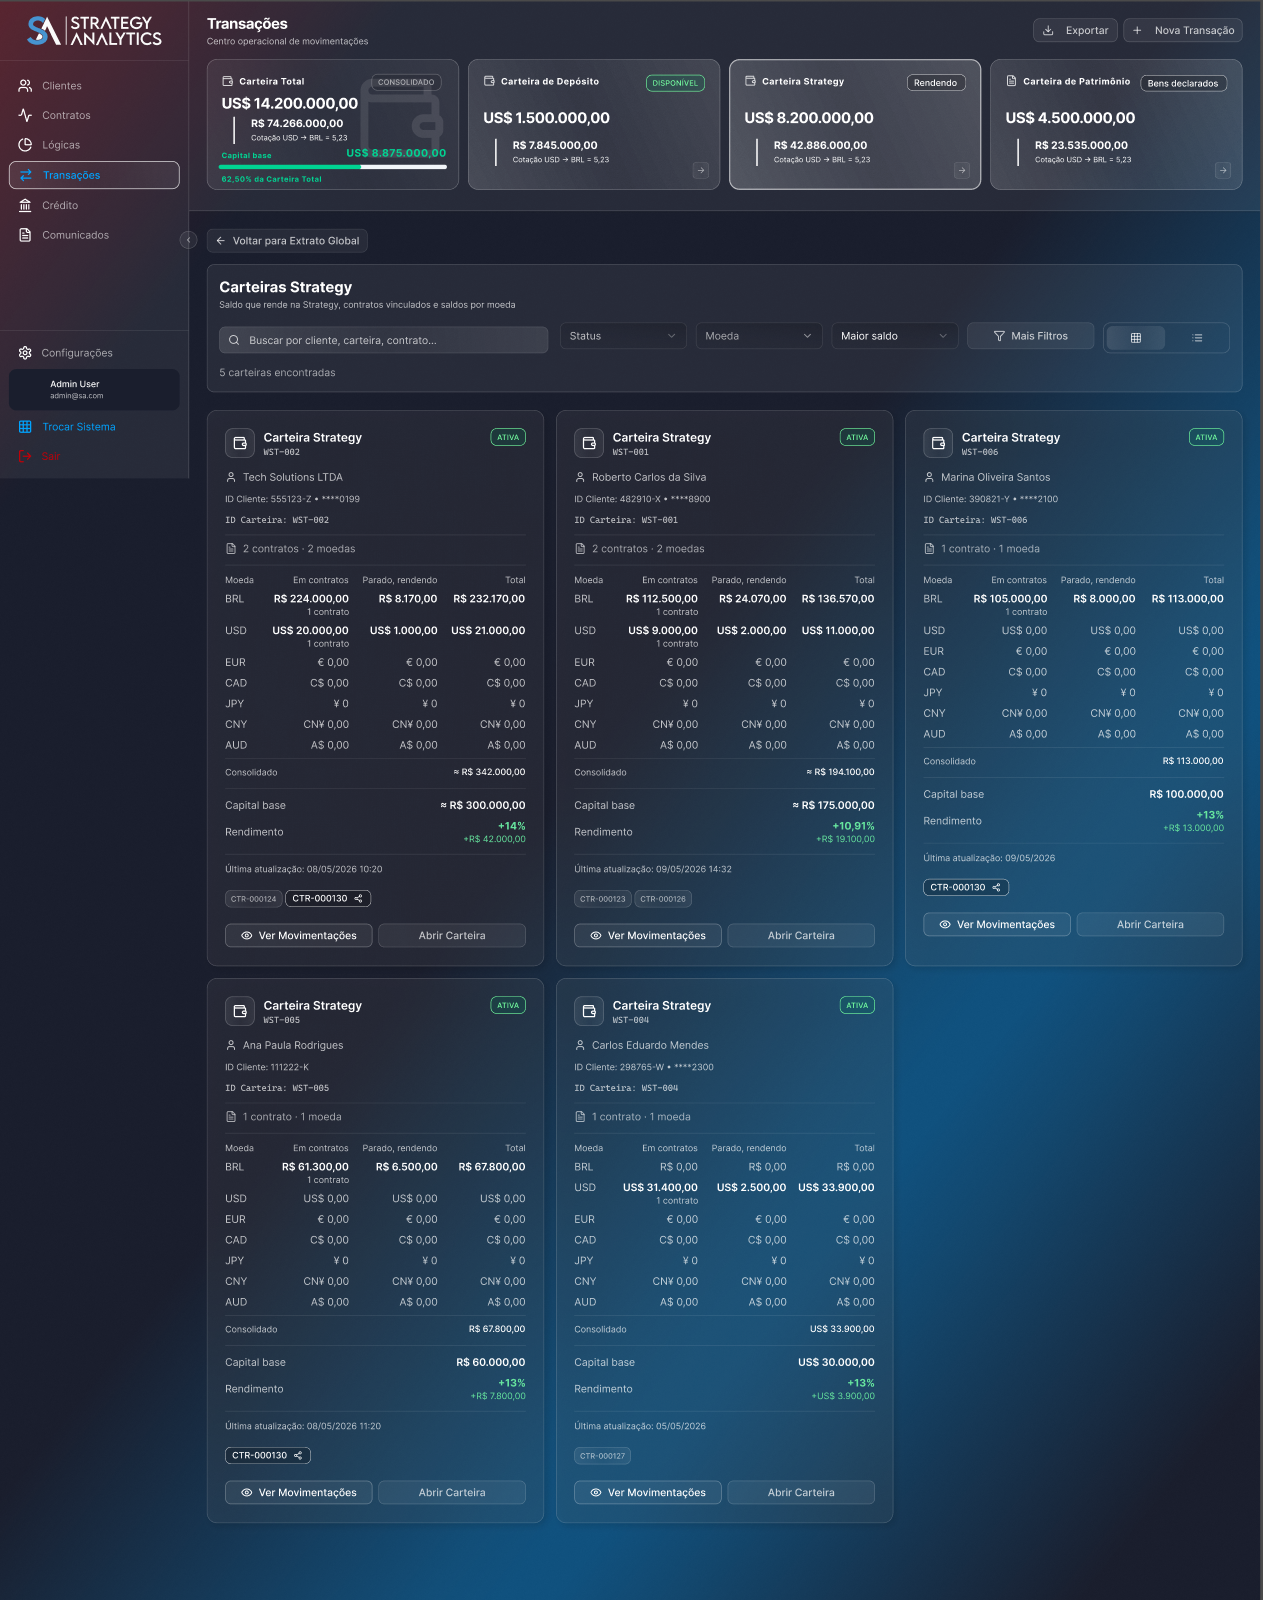 STRATEGY
ANALYTICS
Clientes
Contratos
Lógicas
Transações
Crédito
Comunicados
Configurações
Admin User
admin@sa.com
Trocar Sistema
Sair
Transações
Centro operacional de movimentações
Exportar
Nova Transação
Carteira Total
CONSOLIDADO
US$ 14.200.000,00
R$ 74.266.000,00
Cotação USD → BRL = 5,23
Capital base
US$ 8.875.000,00
62,50% da Carteira Total
Carteira de Depósito
DISPONÍVEL
US$ 1.500.000,00
R$ 7.845.000,00
Cotação USD → BRL = 5,23
Carteira Strategy
Rendendo
US$ 8.200.000,00
R$ 42.886.000,00
Cotação USD → BRL = 5,23
Carteira de Patrimônio
Bens declarados
US$ 4.500.000,00
R$ 23.535.000,00
Cotação USD → BRL = 5,23
Voltar para Extrato Global
Carteiras Strategy
Saldo que rende na Strategy, contratos vinculados e saldos por moeda
Buscar por cliente, carteira, contrato...
Status
Moeda
Maior saldo
Mais Filtros
5 carteiras encontradas
Carteira Strategy
ATIVA
WST-002
Tech Solutions LTDA
ID Cliente: 555123-Z • ****0199
ID Carteira: WST-002
2 contratos · 2 moedas
Moeda Em contratos Parado, rendendo Total
BRL R$ 224.000,00 R$ 8.170,00 R$ 232.170,00
1 contrato
USD US$ 20.000,00 US$ 1.000,00 US$ 21.000,00
1 contrato
EUR € 0,00 € 0,00 € 0,00
CAD C$ 0,00 C$ 0,00 C$ 0,00
JPY ¥ 0 ¥ 0 ¥ 0
CNY CN¥ 0,00 CN¥ 0,00 CN¥ 0,00
AUD A$ 0,00 A$ 0,00 A$ 0,00
Consolidado ≈ R$ 342.000,00
Capital base ≈ R$ 300.000,00
Rendimento +14%
+R$ 42.000,00
Última atualização: 08/05/2026 10:20
CTR-000124 CTR-000130
Ver Movimentações Abrir Carteira
Carteira Strategy
ATIVA
WST-001
Roberto Carlos da Silva
ID Cliente: 482910-X • ****8900
ID Carteira: WST-001
2 contratos · 2 moedas
Moeda Em contratos Parado, rendendo Total
BRL R$ 112.500,00 R$ 24.070,00 R$ 136.570,00
1 contrato
USD US$ 9.000,00 US$ 2.000,00 US$ 11.000,00
1 contrato
EUR € 0,00 € 0,00 € 0,00
CAD C$ 0,00 C$ 0,00 C$ 0,00
JPY ¥ 0 ¥ 0 ¥ 0
CNY CN¥ 0,00 CN¥ 0,00 CN¥ 0,00
AUD A$ 0,00 A$ 0,00 A$ 0,00
Consolidado ≈ R$ 194.100,00
Capital base ≈ R$ 175.000,00
Rendimento +10,91%
+R$ 19.100,00
Última atualização: 09/05/2026 14:32
CTR-000123 CTR-000126
Ver Movimentações Abrir Carteira
Carteira Strategy
ATIVA
WST-006
Marina Oliveira Santos
ID Cliente: 390821-Y • ****2100
ID Carteira: WST-006
1 contrato · 1 moeda
Moeda Em contratos Parado, rendendo Total
BRL R$ 105.000,00 R$ 8.000,00 R$ 113.000,00
1 contrato
USD US$ 0,00 US$ 0,00 US$ 0,00
EUR € 0,00 € 0,00 € 0,00
CAD C$ 0,00 C$ 0,00 C$ 0,00
JPY ¥ 0 ¥ 0 ¥ 0
CNY CN¥ 0,00 CN¥ 0,00 CN¥ 0,00
AUD A$ 0,00 A$ 0,00 A$ 0,00
Consolidado R$ 113.000,00
Capital base R$ 100.000,00
Rendimento +13%
+R$ 13.000,00
Última atualização: 09/05/2026
CTR-000130
Ver Movimentações Abrir Carteira
Carteira Strategy
ATIVA
WST-005
Ana Paula Rodrigues
ID Cliente: 111222-K
ID Carteira: WST-005
1 contrato · 1 moeda
Moeda Em contratos Parado, rendendo Total
BRL R$ 61.300,00 R$ 6.500,00 R$ 67.800,00
1 contrato
USD US$ 0,00 US$ 0,00 US$ 0,00
EUR € 0,00 € 0,00 € 0,00
CAD C$ 0,00 C$ 0,00 C$ 0,00
JPY ¥ 0 ¥ 0 ¥ 0
CNY CN¥ 0,00 CN¥ 0,00 CN¥ 0,00
AUD A$ 0,00 A$ 0,00 A$ 0,00
Consolidado R$ 67.800,00
Capital base R$ 60.000,00
Rendimento +13%
+R$ 7.800,00
Última atualização: 08/05/2026 11:20
CTR-000130
Ver Movimentações Abrir Carteira
Carteira Strategy
ATIVA
WST-004
Carlos Eduardo Mendes
ID Cliente: 298765-W • ****2300
ID Carteira: WST-004
1 contrato · 1 moeda
Moeda Em contratos Parado, rendendo Total
BRL R$ 0,00 R$ 0,00 R$ 0,00
USD US$ 31.400,00 US$ 2.500,00 US$ 33.900,00
1 contrato
EUR € 0,00 € 0,00 € 0,00
CAD C$ 0,00 C$ 0,00 C$ 0,00
JPY ¥ 0 ¥ 0 ¥ 0
CNY CN¥ 0,00 CN¥ 0,00 CN¥ 0,00
AUD A$ 0,00 A$ 0,00 A$ 0,00
Consolidado US$ 33.900,00
Capital base US$ 30.000,00
Rendimento +13%
+US$ 3.900,00
Última atualização: 05/05/2026
CTR-000127
Ver Movimentações Abrir Carteira